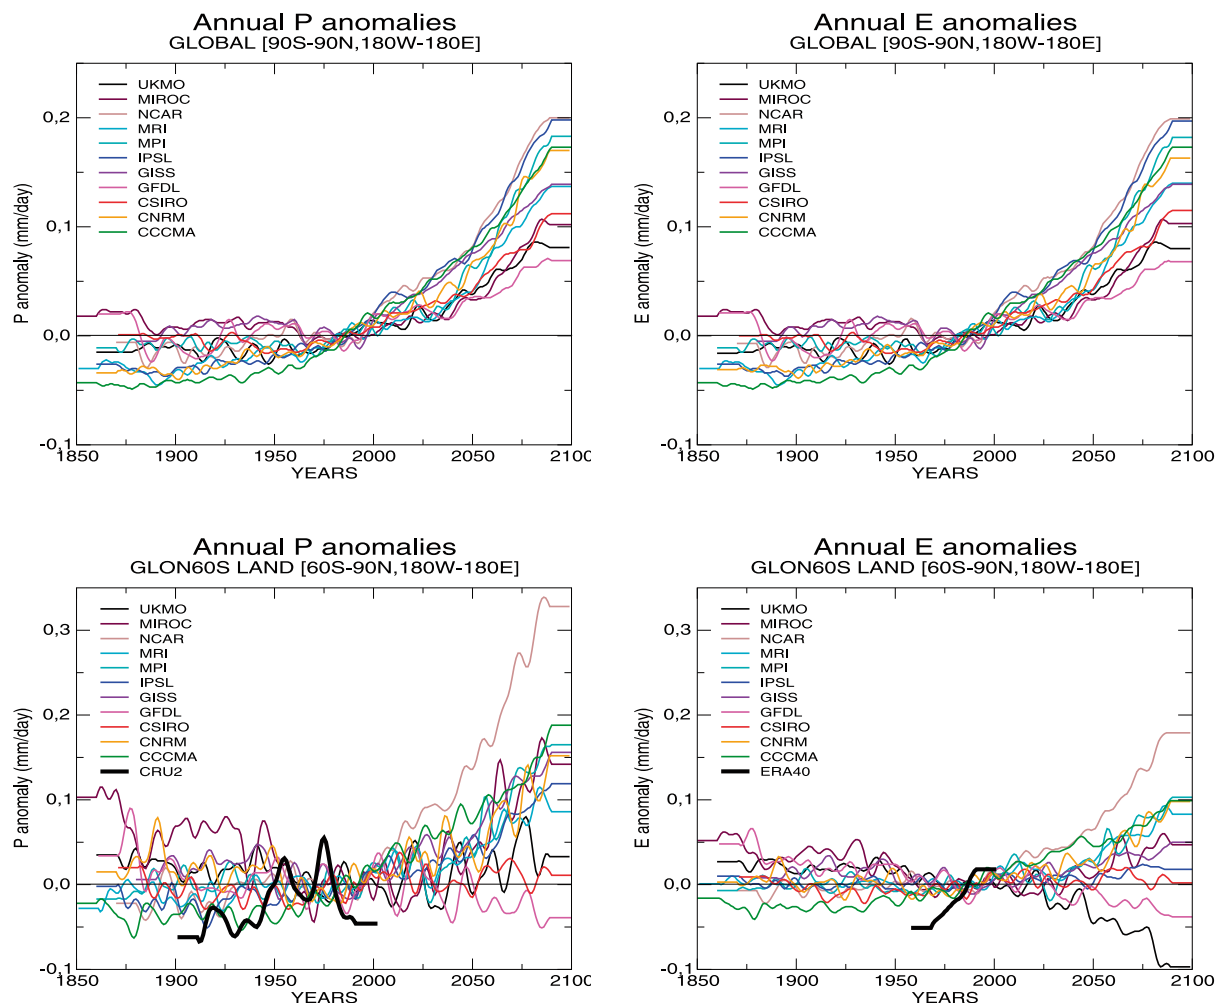 Annual P anomalies
GLOBAL [90S-90N,180W-180E]
P anomaly (mm/day)
0,2
0,1
0,0
-0,1
UKMO
MIROC
NCAR
MRI
MPI
IPSL
GISS
GFDL
CSIRO
CNRM
CCCMA
1850 1900 1950 2000 2050 2100
YEARS
Annual E anomalies
GLOBAL [90S-90N,180W-180E]
E anomaly (mm/day)
0,2
0,1
0,0
-0,1
UKMO
MIROC
NCAR
MRI
MPI
IPSL
GISS
GFDL
CSIRO
CNRM
CCCMA
1850 1900 1950 2000 2050 2100
YEARS
Annual P anomalies
GLON60S LAND [60S-90N,180W-180E]
P anomaly (mm/day)
0,3
0,2
0,1
0,0
-0,1
UKMO
MIROC
NCAR
MRI
MPI
IPSL
GISS
GFDL
CSIRO
CNRM
CCCMA
CRU2
1850 1900 1950 2000 2050 2100
YEARS
Annual E anomalies
GLON60S LAND [60S-90N,180W-180E]
E anomaly (mm/day)
0,3
0,2
0,1
0,0
-0,1
UKMO
MIROC
NCAR
MRI
MPI
IPSL
GISS
GFDL
CSIRO
CNRM
CCCMA
ERA40
1850 1900 1950 2000 2050 2100
YEARS